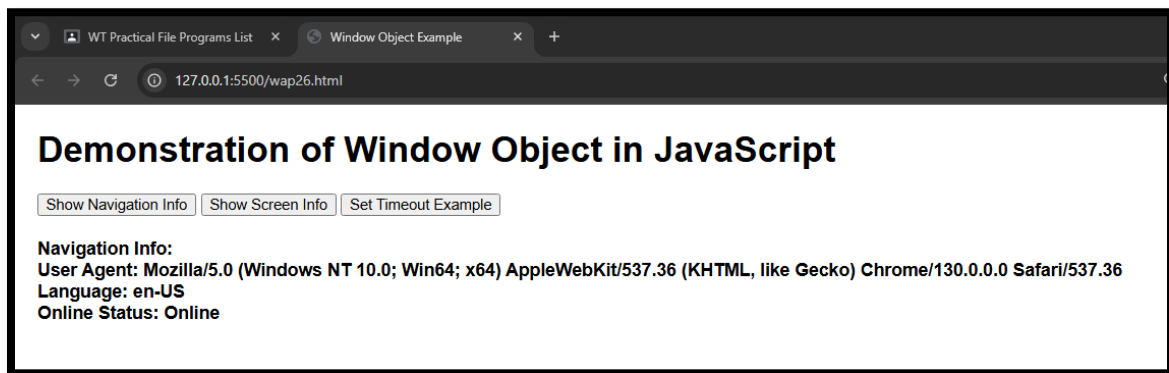 WT Practical File Programs List
Window Object Example
127.0.0.1:5500/wap26.html
Demonstration of Window Object in JavaScript
Show Navigation Info Show Screen Info Set Timeout Example
Navigation Info:
User Agent: Mozilla/5.0 (Windows NT 10.0; Win64; x64) AppleWebKit/537.36 (KHTML, like Gecko) Chrome/130.0.0.0 Safari/537.36
Language: en-US
Online Status: Online